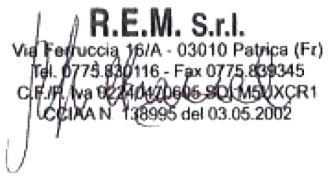 R.E.M. S.r.l.
Via Ferruccia 16/A - 03010 Patrica (Fr)
Tel. 0775.830116 - Fax 0775.839345
C.F./P. Iva 02240470605 SDI M5UXCR1
CCIAA N. 138995 del 03.05.2002